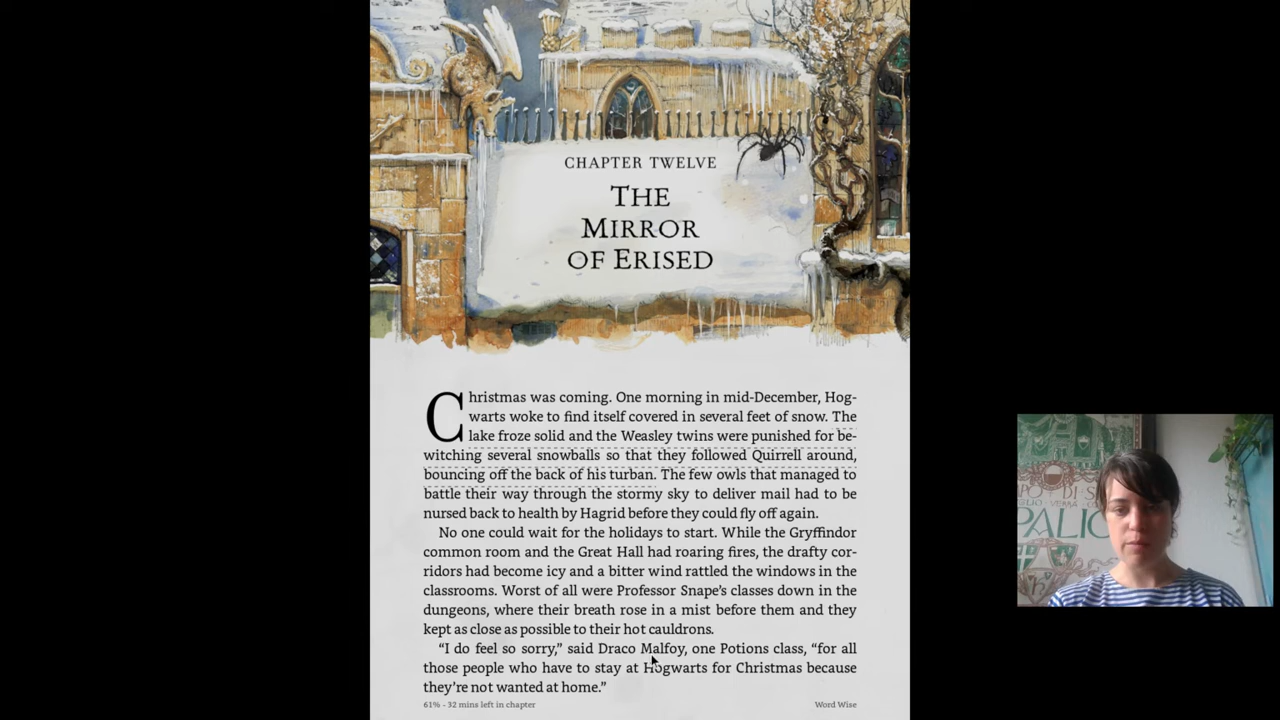 CHAPTER TWELVE
THE
MIRROR
OF ERISED
Christmas was coming. One morning in mid-December, Hog-
warts woke to find itself covered in several feet of snow. The
lake froze solid and the Weasley twins were punished for be-
witching several snowballs so that they followed Quirrell around,
bouncing off the back of his turban. The few owls that managed to
battle their way through the stormy sky to deliver mail had to be
nursed back to health by Hagrid before they could fly off again.
No one could wait for the holidays to start. While the Gryffindor
common room and the Great Hall had roaring fires, the drafty cor-
ridors had become icy and a bitter wind rattled the windows in the
classrooms. Worst of all were Professor Snape's classes down in the
dungeons, where their breath rose in a mist before them and they
kept as close as possible to their hot cauldrons.
"I do feel so sorry," said Draco Malfoy, one Potions class, "for all
those people who have to stay at Hogwarts for Christmas because
they're not wanted at home."
61% - 32 mins left in chapter
Word Wise
PALIO